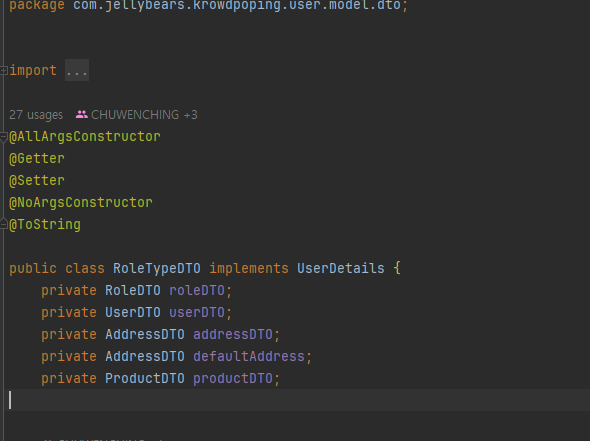 package com.jellybears.krowdpoping.user.model.dto;
import ...
27 usages CHUWENCHING +3
@AllArgsConstructor
@Getter
@Setter
@NoArgsConstructor
@ToString
public class RoleTypeDTO implements UserDetails {
private RoleDTO roleDTO;
private UserDTO userDTO;
private AddressDTO addressDTO;
private AddressDTO defaultAddress;
private ProductDTO productDTO;